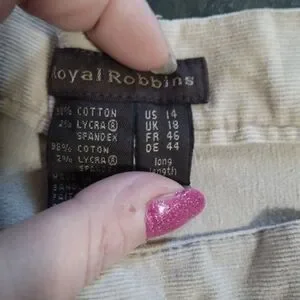 Royal Robbins
98% COTTON
2% LYCRA®
SPANDEX
98% COTON
2% LYCRA®
SPANDEX
US 14
UK 18
FR 46
DE 44
long
length